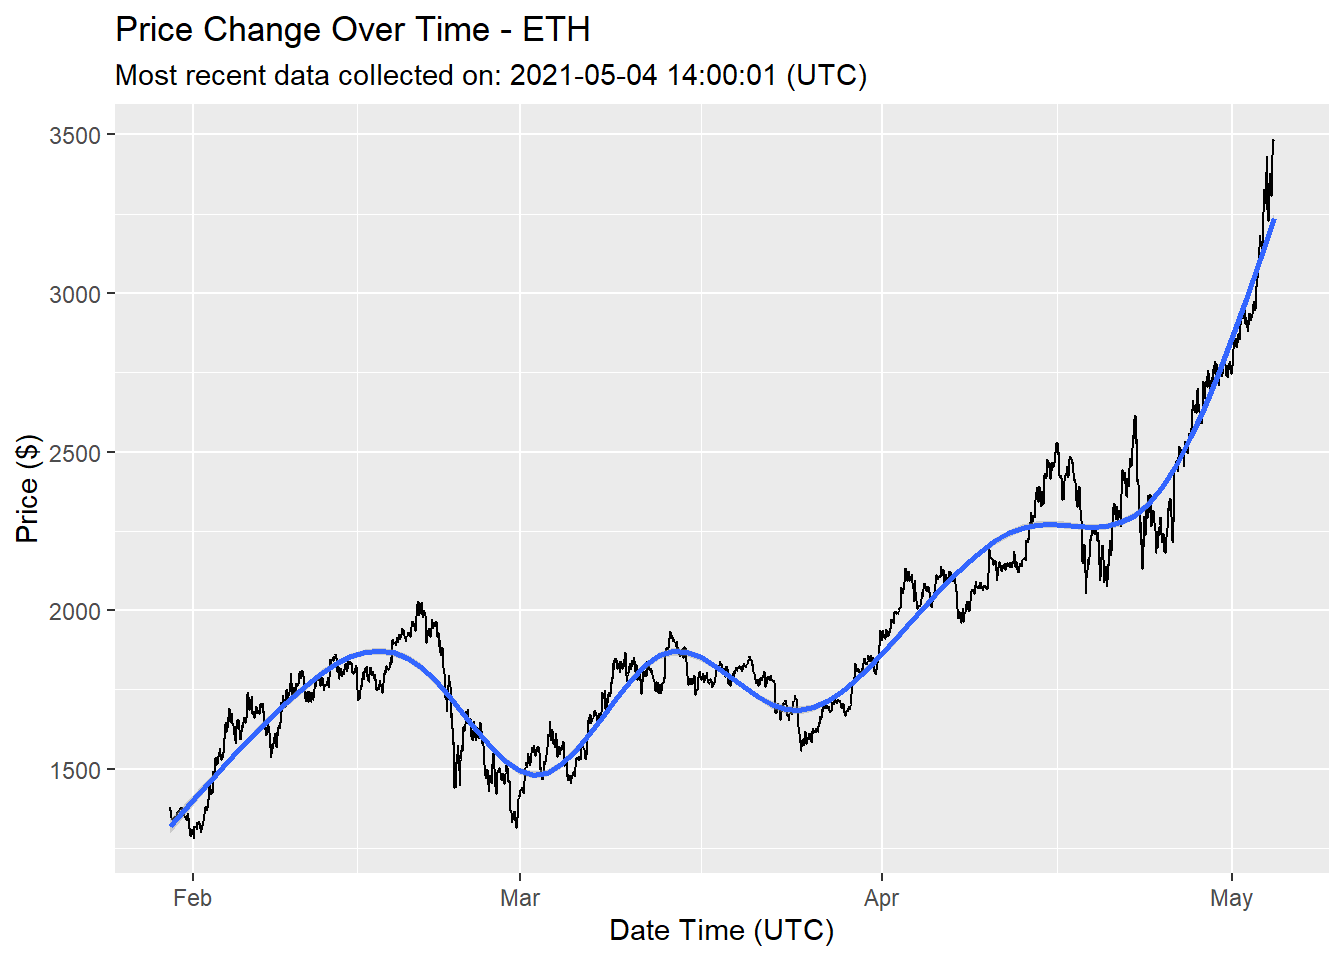 Price Change Over Time - ETH
Most recent data collected on: 2021-05-04 14:00:01 (UTC)
Price ($)
3500
3000
2500
2000
1500
Feb Mar Apr May
Date Time (UTC)